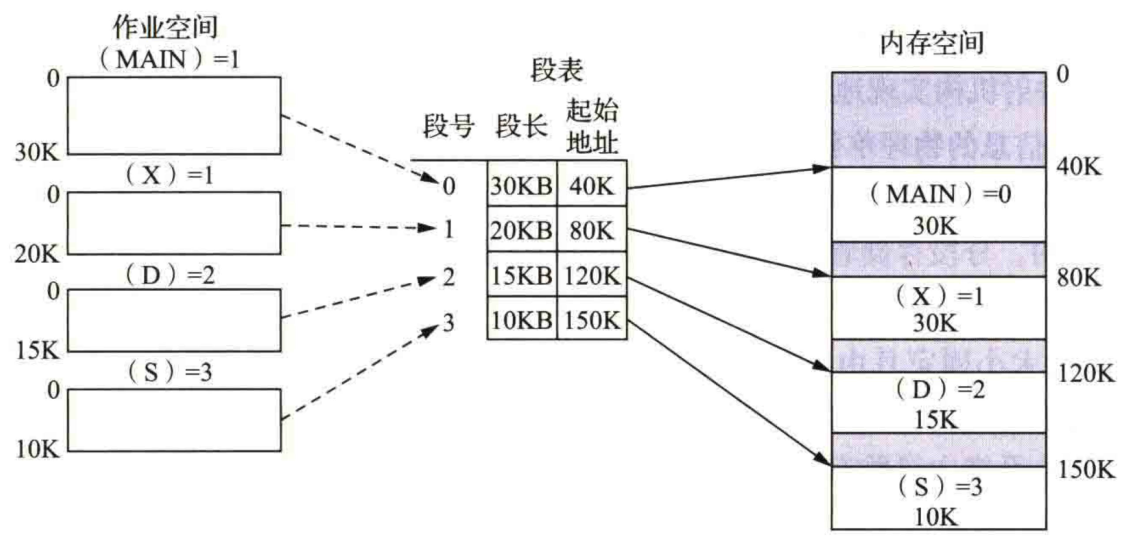 作业空间
（MAIN）=1
0
30K
（X）=1
0
20K
（D）=2
0
15K
（S）=3
0
10K
段表
段号 段长 起始地址
0 30KB 40K
1 20KB 80K
2 15KB 120K
3 10KB 150K
内存空间
0
40K
（MAIN）=0
30K
80K
（X）=1
30K
120K
（D）=2
15K
150K
（S）=3
10K